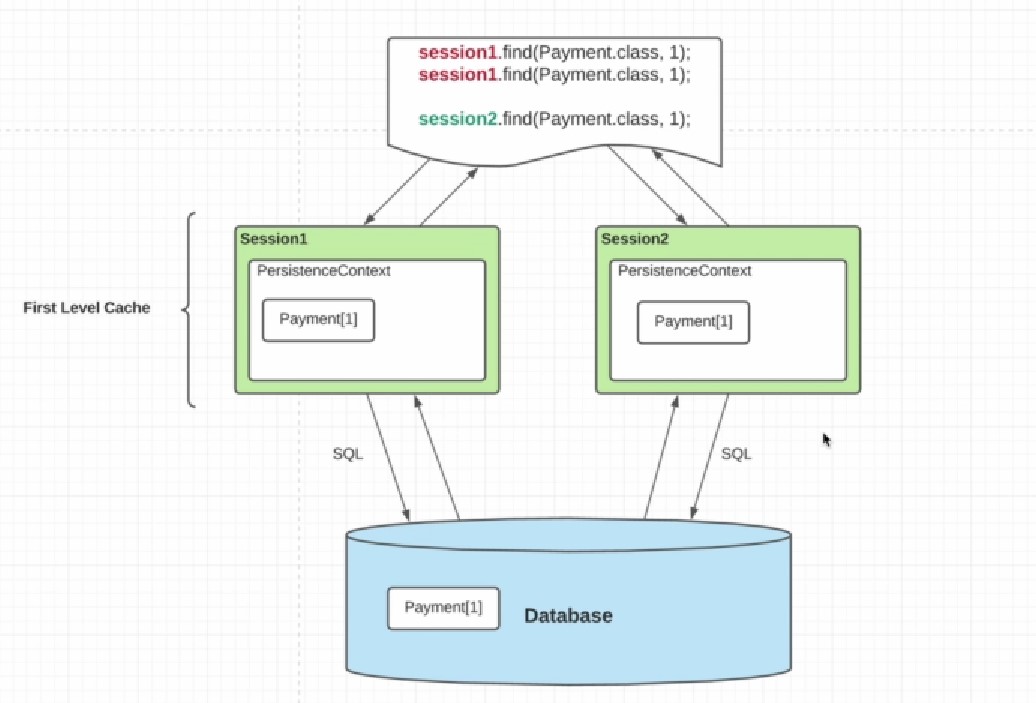 session1.find(Payment.class, 1);
session1.find(Payment.class, 1);
session2.find(Payment.class, 1);
Session1
PersistenceContext
Payment[1]
Session2
PersistenceContext
Payment[1]
First Level Cache
SQL
SQL
Payment[1]
Database